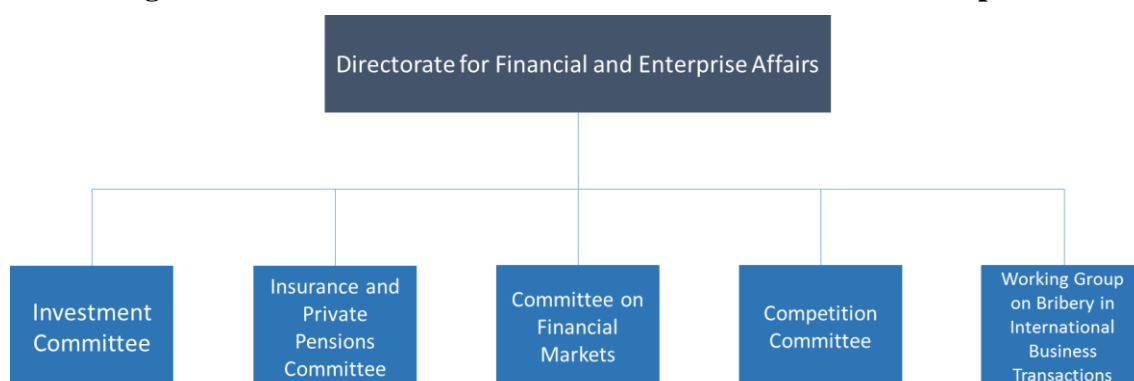 Directorate for Financial and Enterprise Affairs
Investment
Committee
Insurance and
Private
Pensions
Committee
Committee on
Financial
Markets
Competition
Committee
Working Group
on Bribery in
International
Business
Transactions